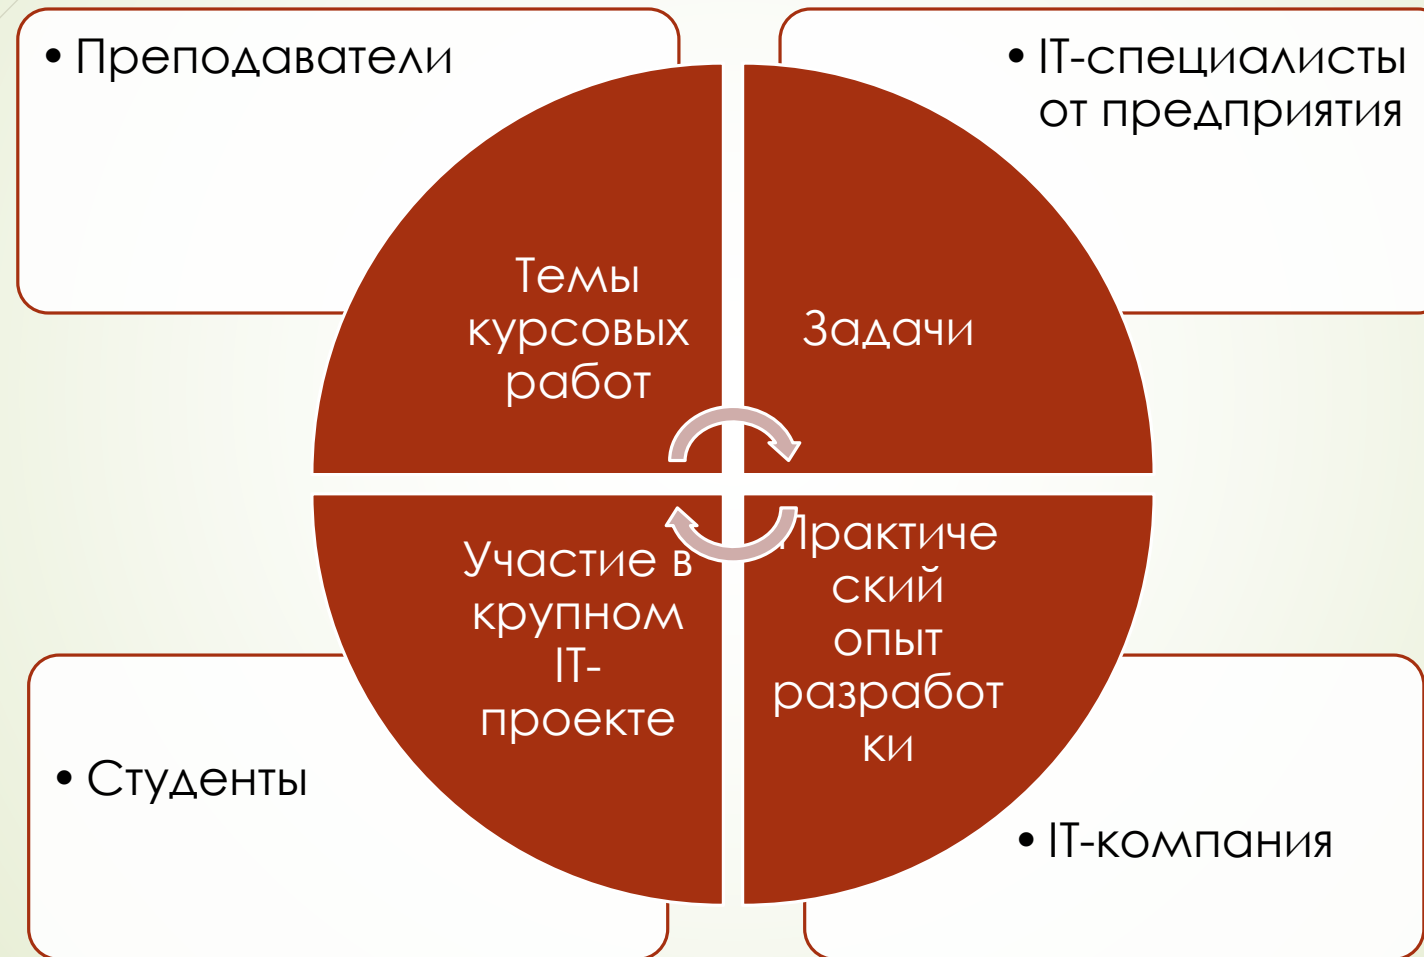 • Преподаватели
• IT-специалисты
от предприятия
Темы
курсовых
работ
Задачи
Участие в
крупном
IT-
проекте
Практиче
ский
опыт
разработ
ки
• Студенты
• IT-компания